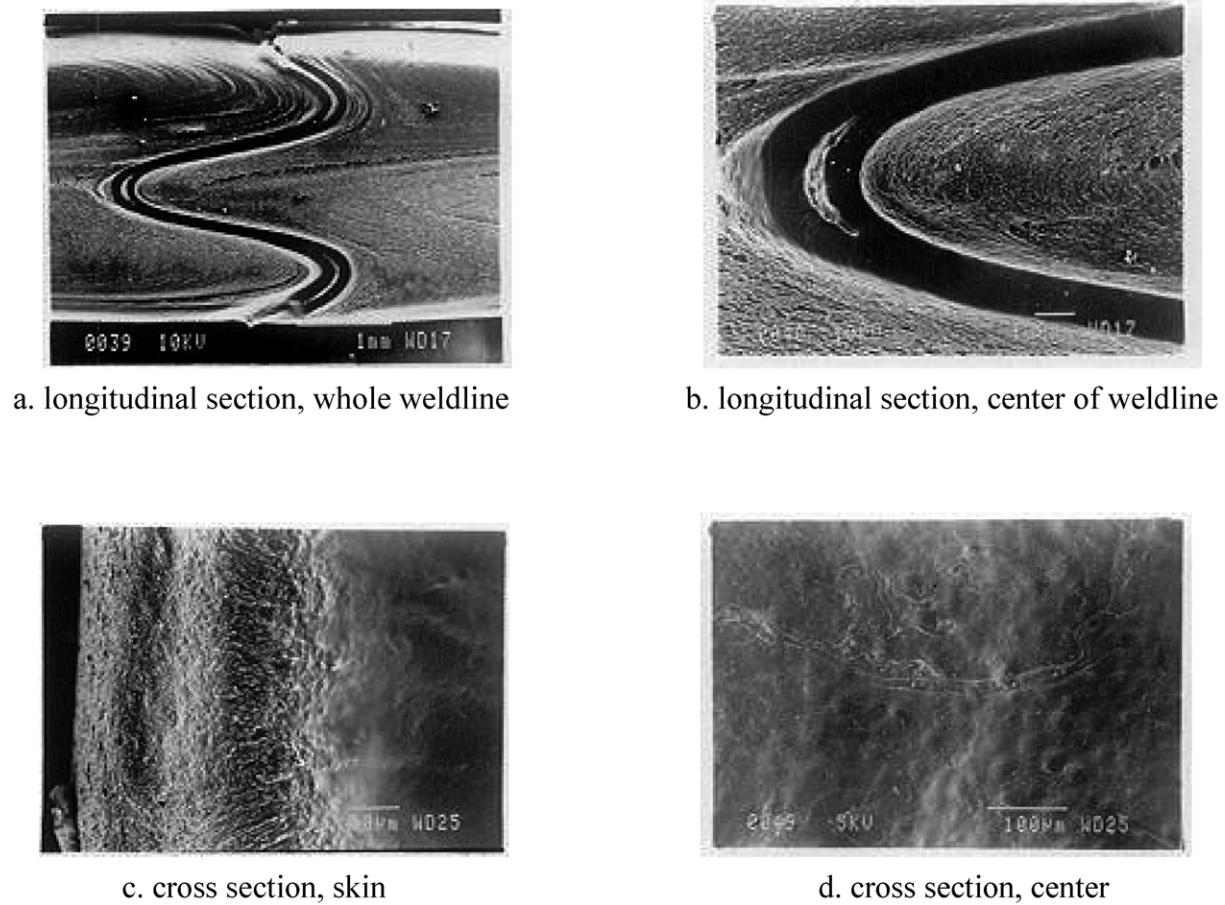 0039 10KV 1mm WD17
WD17
a. longitudinal section, whole weldline
b. longitudinal section, center of weldline
WD25
-5KV 100µm WD25
c. cross section, skin
d. cross section, center